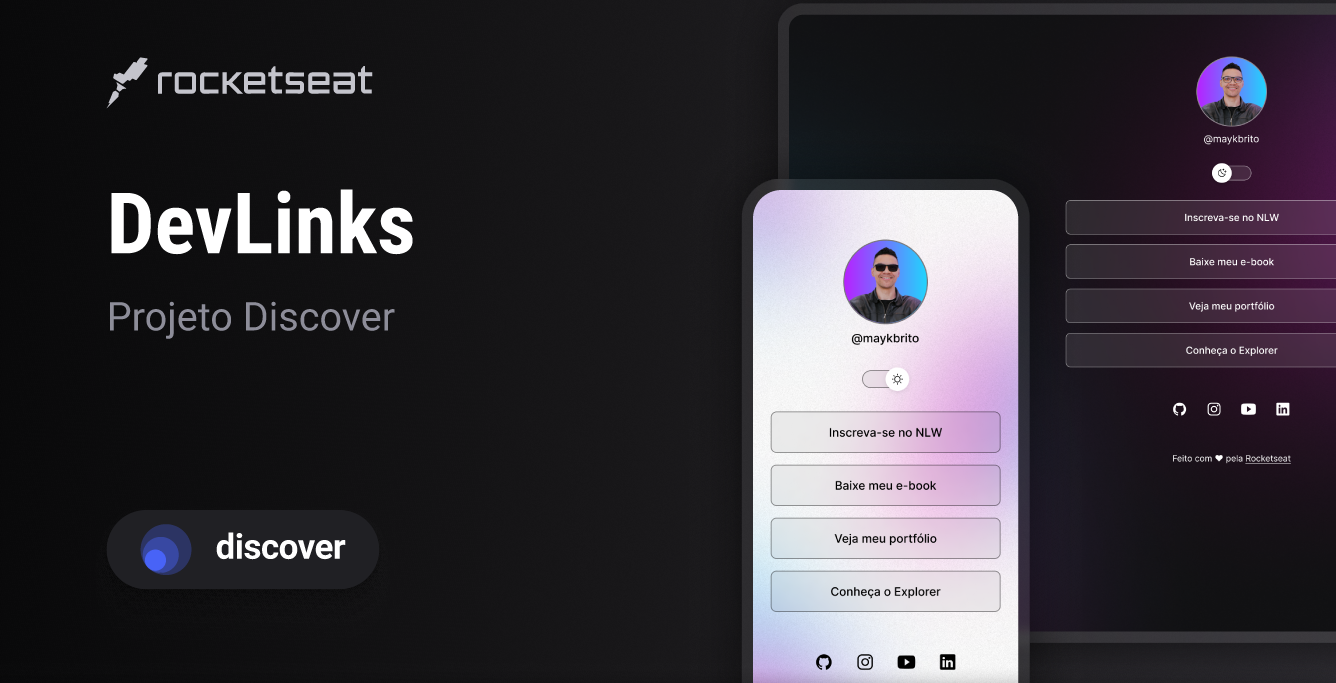 rocketseat
DevLinks
Projeto Discover
discover
@maykbrito
Inscreva-se no NLW
Baixe meu e-book
Veja meu portfólio
Conheça o Explorer
@maykbrito
Inscreva-se no NLW
Baixe meu e-book
Veja meu portfólio
Conheça o Explorer
Feito com ♥ pela Rocketseat